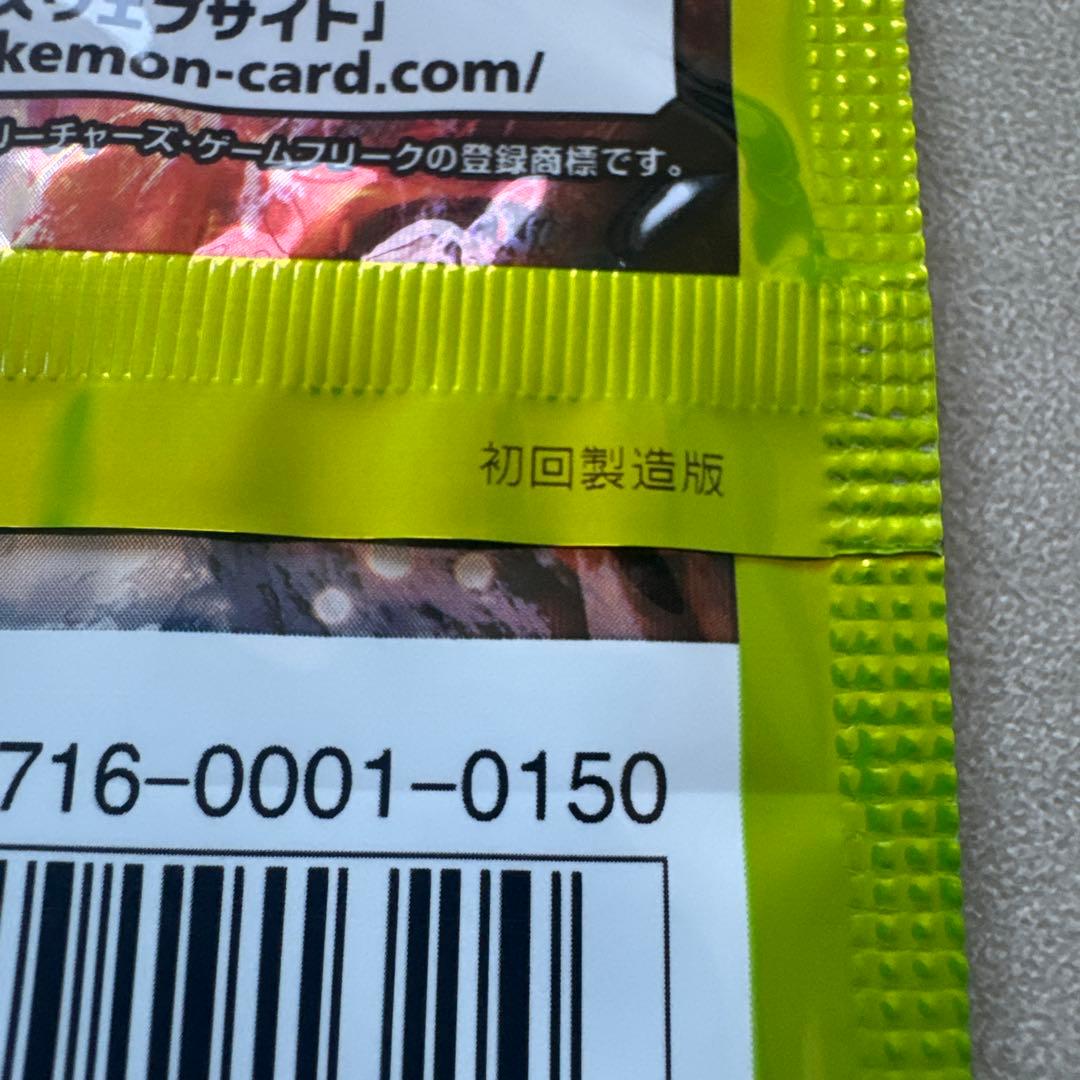 スウェブサイト」
kemon-card.com/
リーチャーズ・ゲームフリークの登録商標です。
初回製造版
716-0001-0150